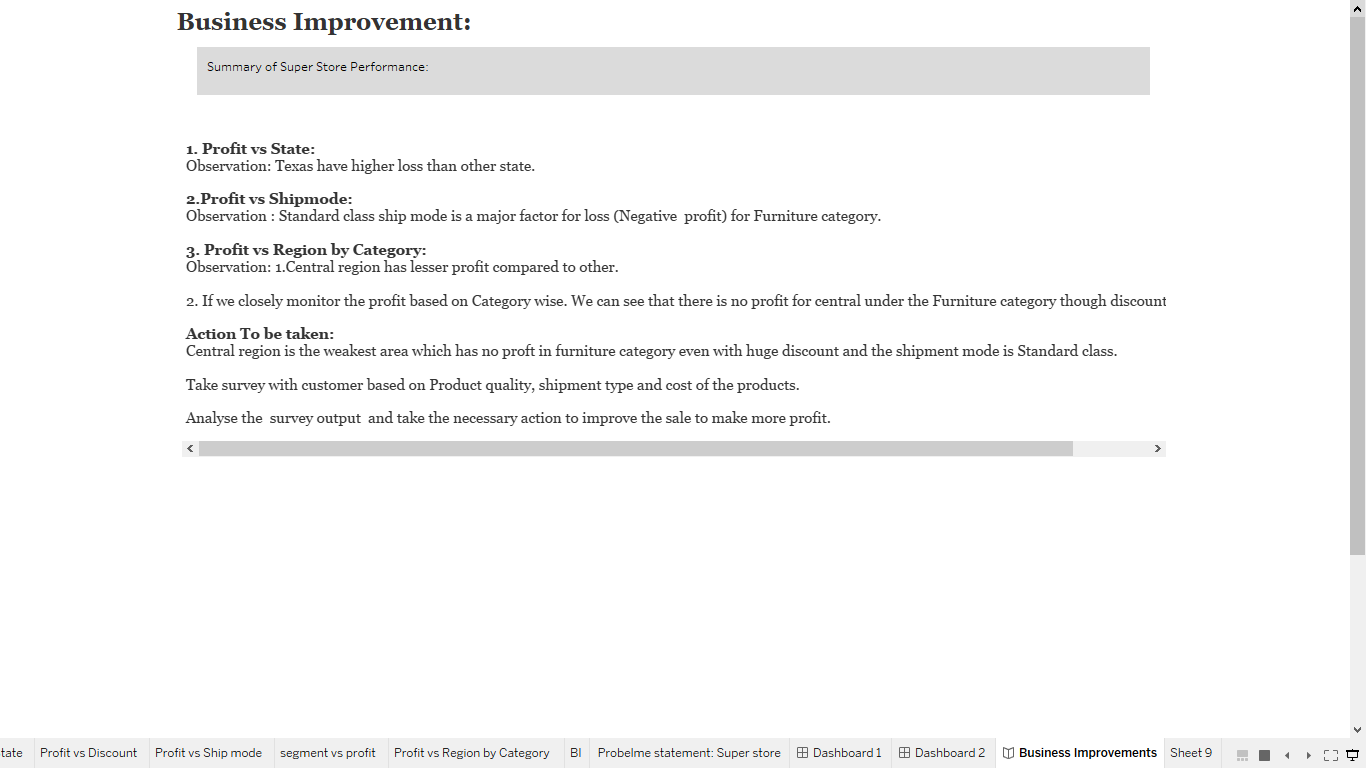 Business Improvement:
Summary of Super Store Performance:
1. Profit vs State:
Observation: Texas have higher loss than other state.
2.Profit vs Shipmode:
Observation : Standard class ship mode is a major factor for loss (Negative  profit) for Furniture category.
3. Profit vs Region by Category:
Observation: 1.Central region has lesser profit compared to other.
2. If we closely monitor the profit based on Category wise. We can see that there is no profit for central under the Furniture category though discount
Action To be taken:
Central region is the weakest area which has no proft in furniture category even with huge discount and the shipment mode is Standard class.
Take survey with customer based on Product quality, shipment type and cost of the products.
Analyse the  survey output  and take the necessary action to improve the sale to make more profit.
tate Profit vs Discount Profit vs Ship mode segment vs profit Profit vs Region by Category BI Probelme statement: Super store Dashboard 1 Dashboard 2 Business Improvements Sheet 9